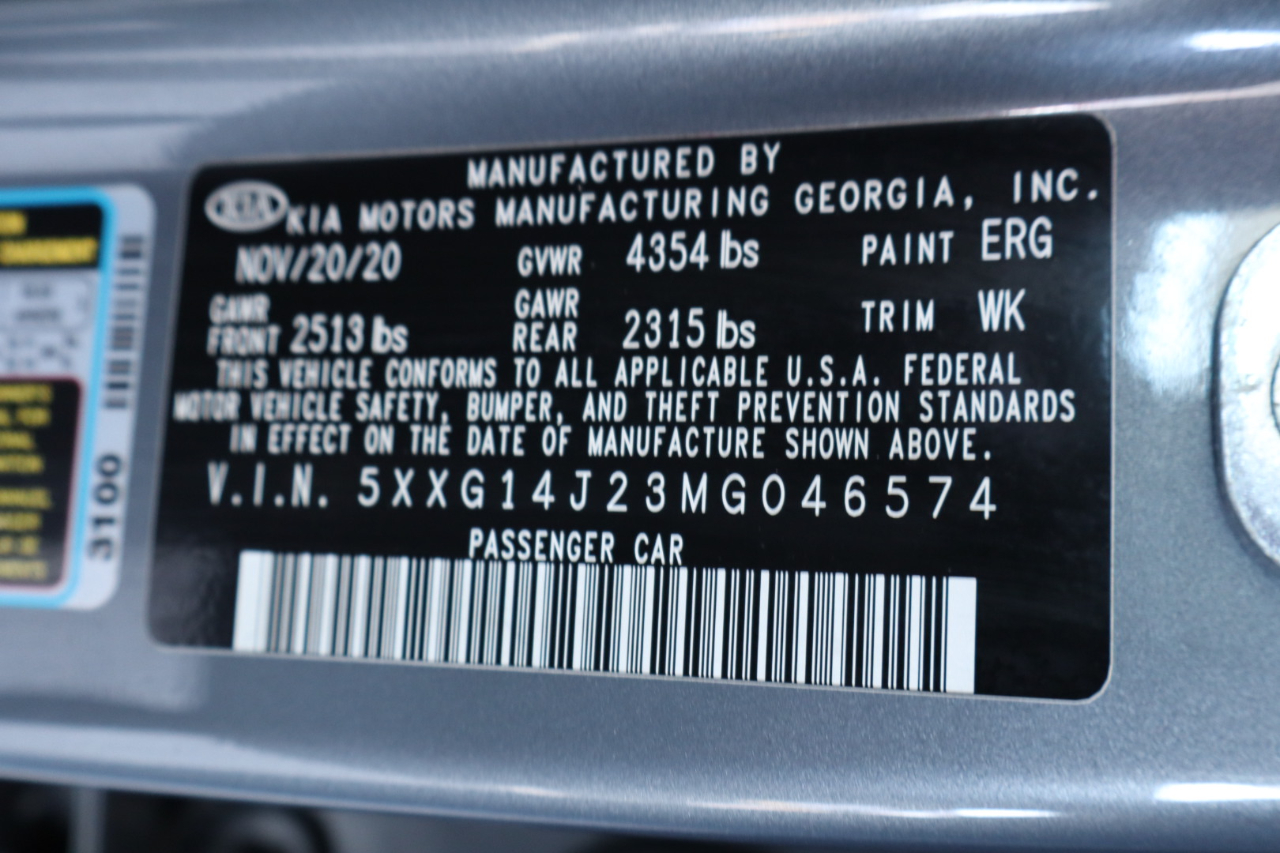 MANUFACTURED BY
KIA KIA MOTORS MANUFACTURING GEORGIA, INC.
NOV/20/20 GVWR 4354 lbs PAINT ERG
GAWR FRONT 2513 lbs GAWR REAR 2315 lbs TRIM WK
THIS VEHICLE CONFORMS TO ALL APPLICABLE U.S.A. FEDERAL
MOTOR VEHICLE SAFETY, BUMPER, AND THEFT PREVENTION STANDARDS
IN EFFECT ON THE DATE OF MANUFACTURE SHOWN ABOVE.
V.I.N. 5XXG14J23MG046574
PASSENGER CAR
3100